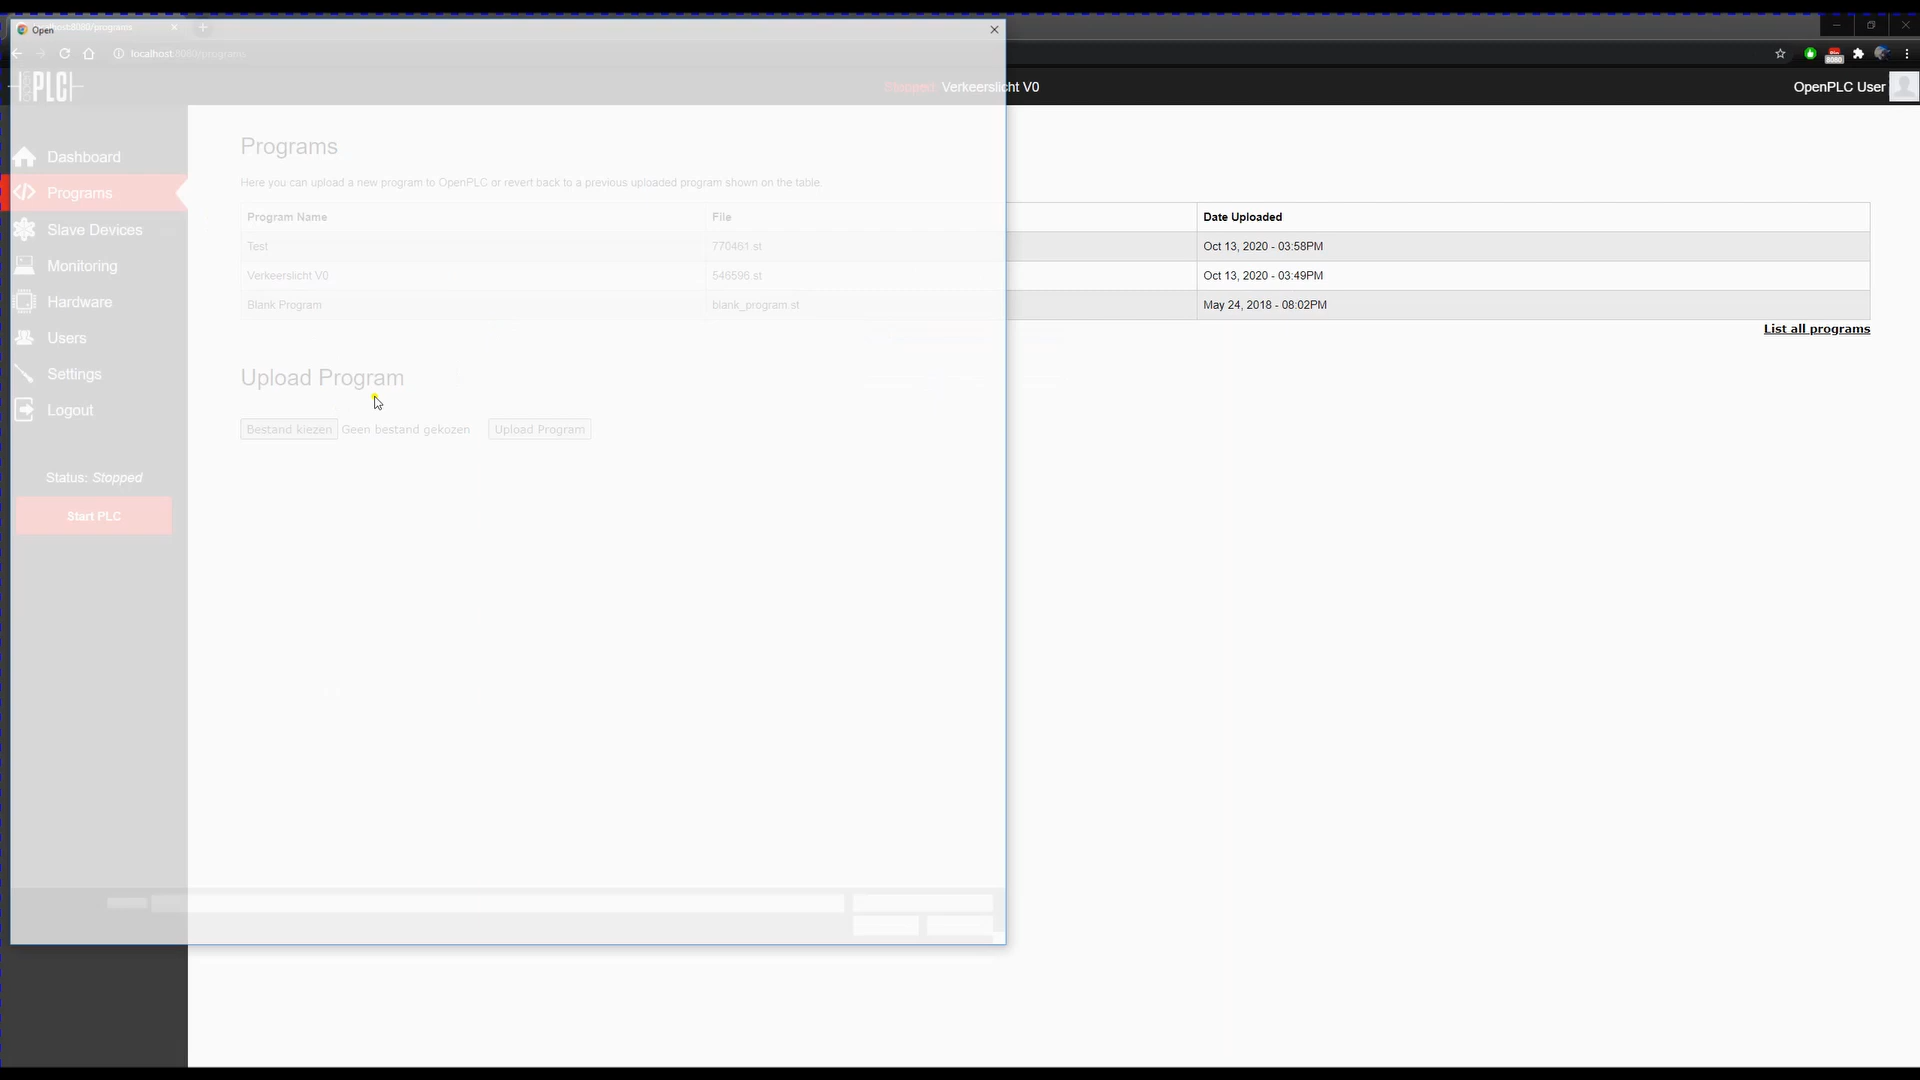 Open
localhost:8080/programs
PLC
Stopped: Verkeerslicht V0
OpenPLC User
Dashboard
Programs
Slave Devices
Monitoring
Hardware
Users
Settings
Logout
Status: Stopped
Start PLC
Programs
Here you can upload a new program to OpenPLC or revert back to a previous uploaded program shown on the table.
Program Name File Date Uploaded
Test 770461.st Oct 13, 2020 - 03:58PM
Verkeerslicht V0 546596.st Oct 13, 2020 - 03:49PM
Blank Program blank_program.st May 24, 2018 - 08:02PM
List all programs
Upload Program
Bestand kiezen Geen bestand gekozen Upload Program